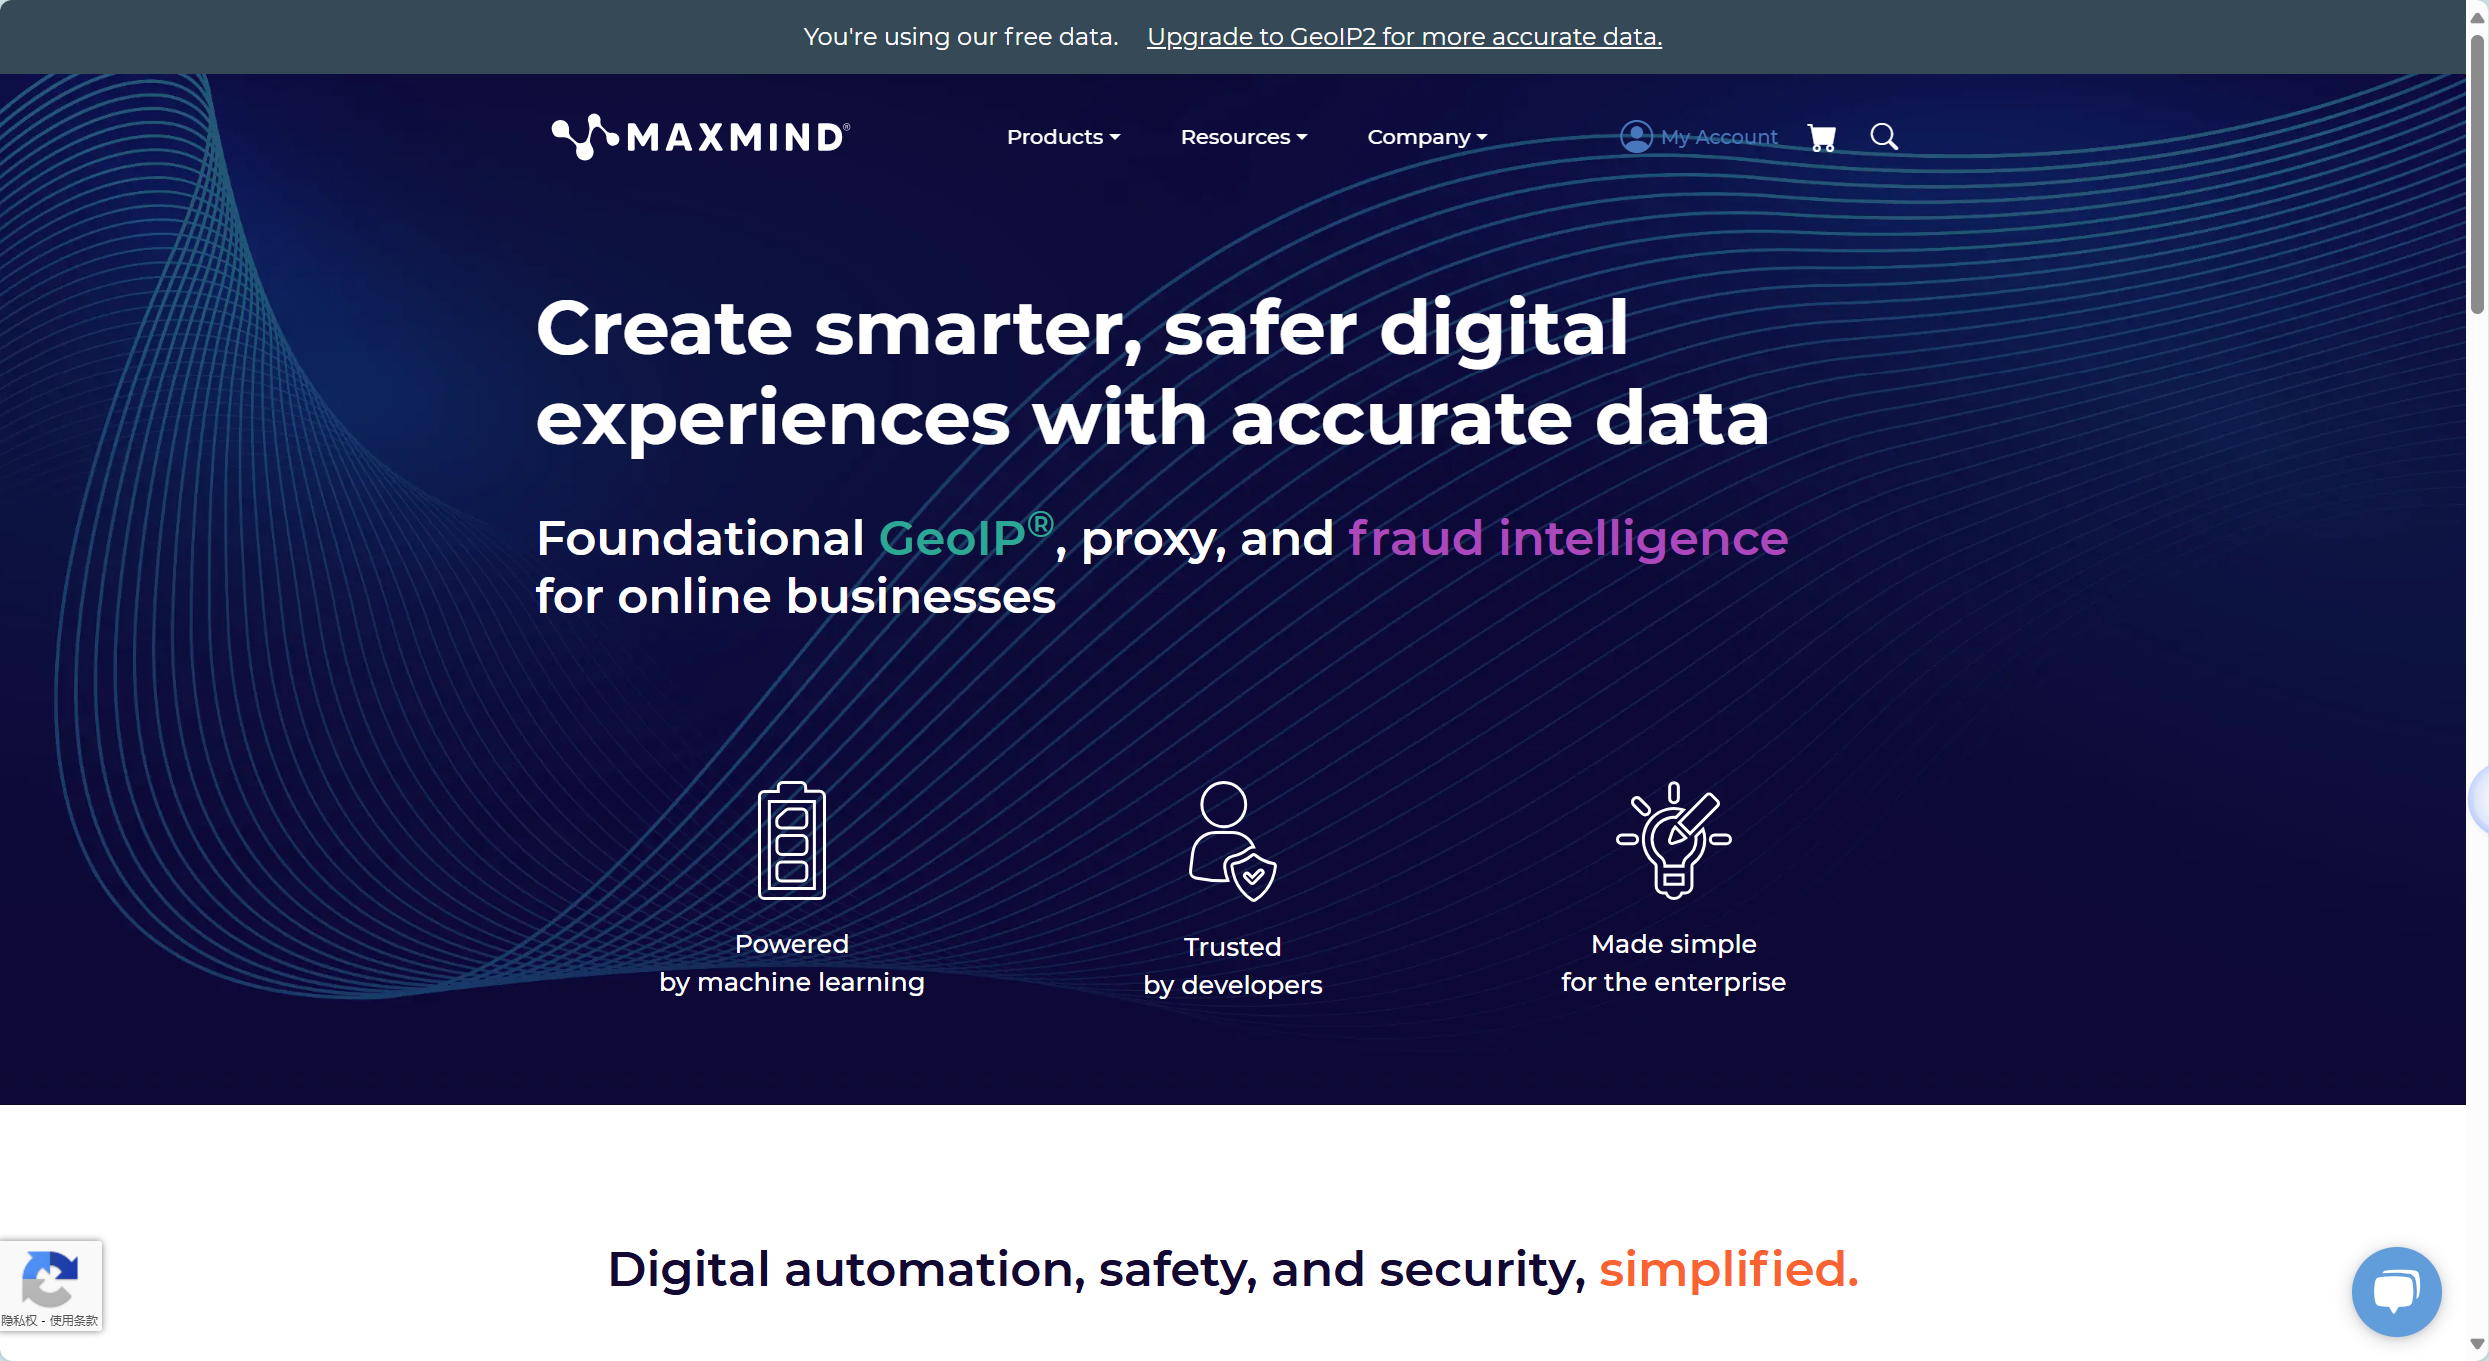 You're using our free data. Upgrade to GeoIP2 for more accurate data.
MAXMIND®
Products
Resources
Company
My Account
Create smarter, safer digital
experiences with accurate data
Foundational GeoIP®, proxy, and fraud intelligence
for online businesses
Powered
by machine learning
Trusted
by developers
Made simple
for the enterprise
Digital automation, safety, and security, simplified.
隐私权 - 使用条款